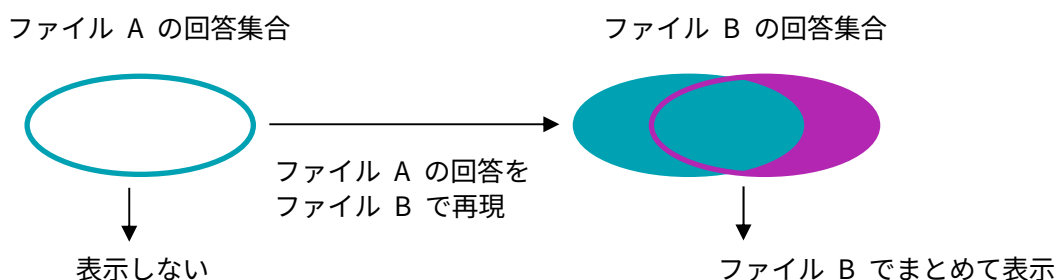 ファイル A の回答集合
ファイル B の回答集合
ファイル A の回答を
ファイル B で再現
表示しない
ファイル B でまとめて表示